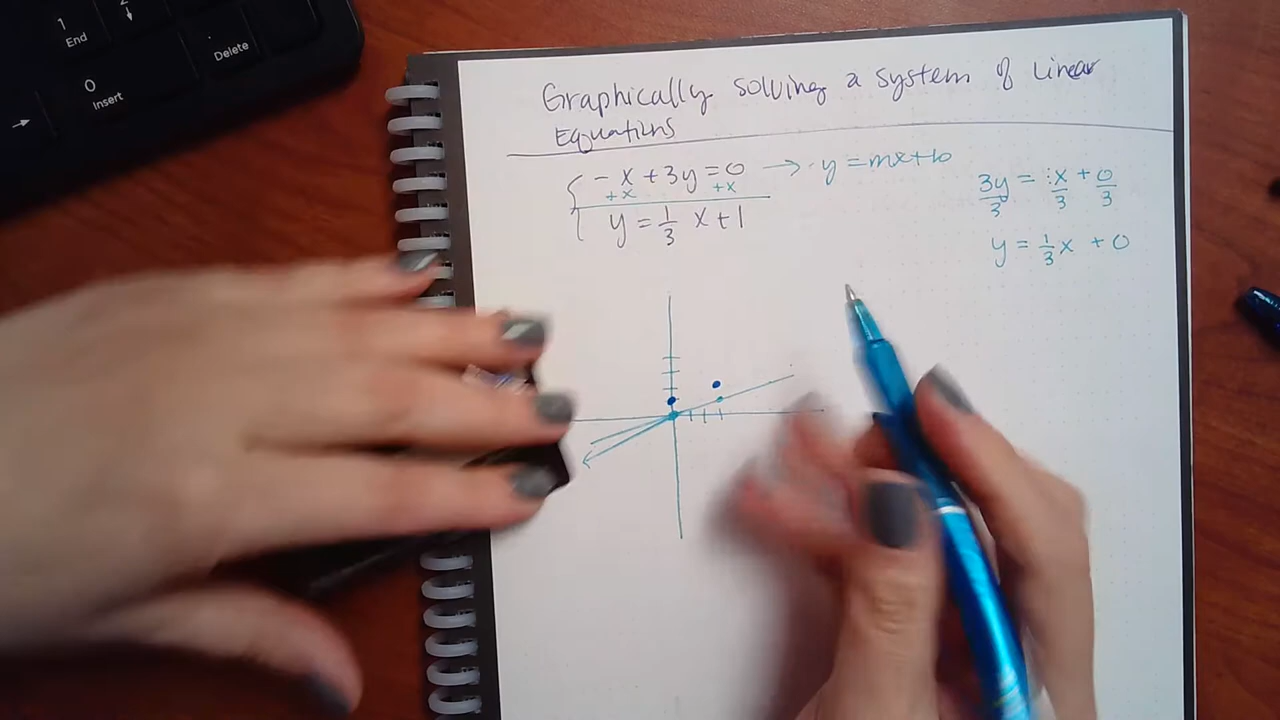 1
End
Delete
0
Insert
Graphically solving a system of Linear
Equations
-x + 3y = 0 → y = mx+b
+x +x
y = 1/3 x + 1
3y/3 = x/3 + 0/3
y = 1/3 x + 0